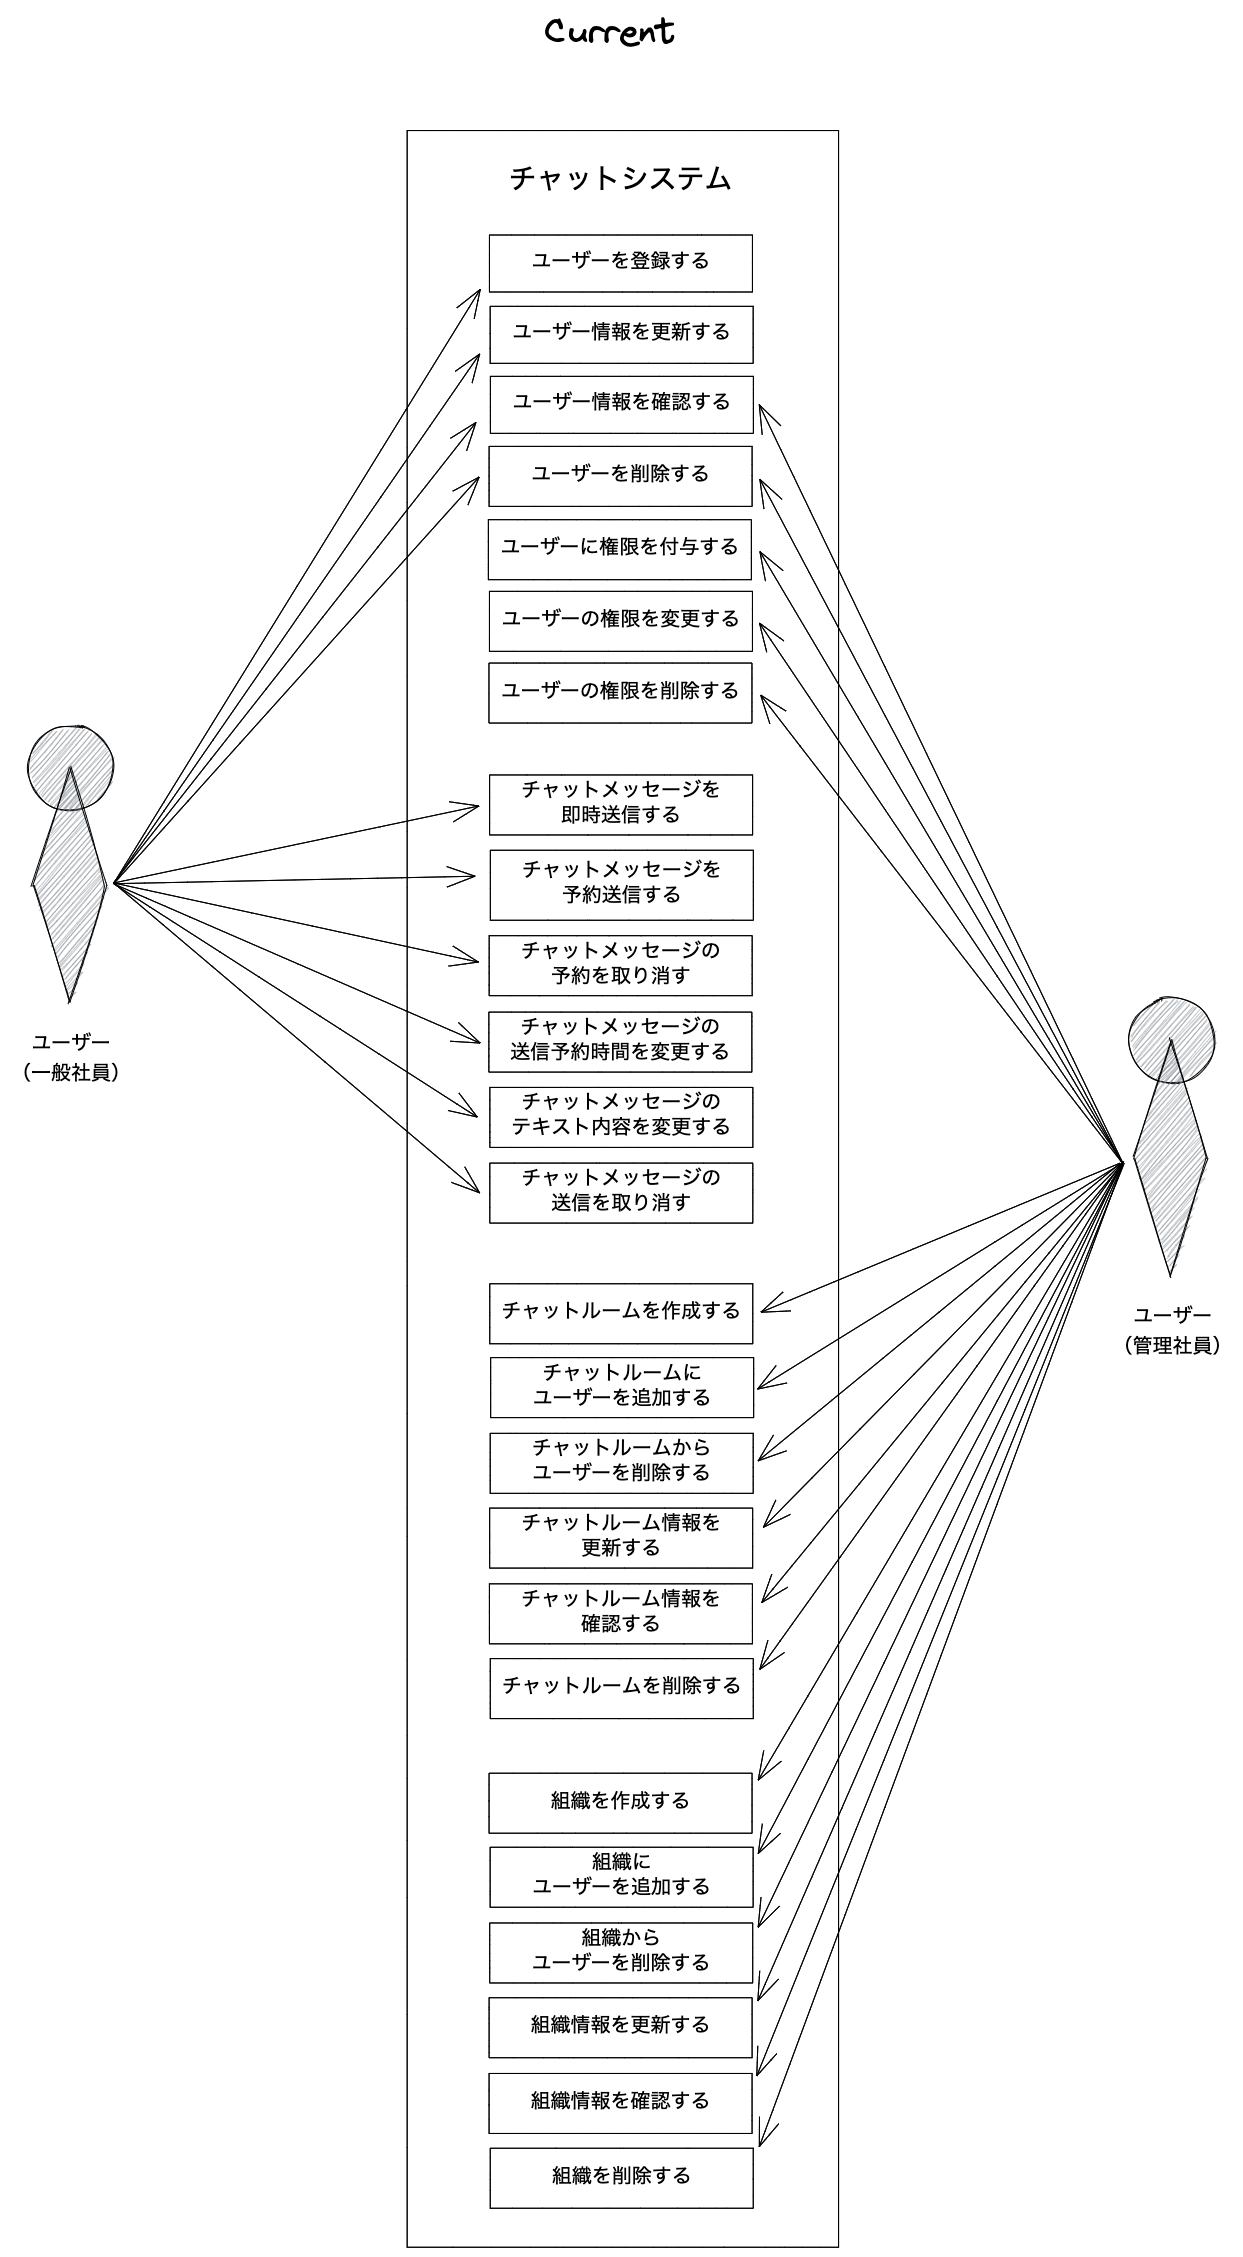 Current
チャットシステム
ユーザーを登録する
ユーザー情報を更新する
ユーザー情報を確認する
ユーザーを削除する
ユーザーに権限を付与する
ユーザーの権限を変更する
ユーザーの権限を削除する
チャットメッセージを
即時送信する
チャットメッセージを
予約送信する
チャットメッセージの
予約を取り消す
チャットメッセージの
送信予約時間を変更する
チャットメッセージの
テキスト内容を変更する
チャットメッセージの
送信を取り消す
ユーザー
(一般社員)
ユーザー
(管理社員)
チャットルームを作成する
チャットルームに
ユーザーを追加する
チャットルームから
ユーザーを削除する
チャットルーム情報を
更新する
チャットルーム情報を
確認する
チャットルームを削除する
組織を作成する
組織に
ユーザーを追加する
組織から
ユーザーを削除する
組織情報を更新する
組織情報を確認する
組織を削除する